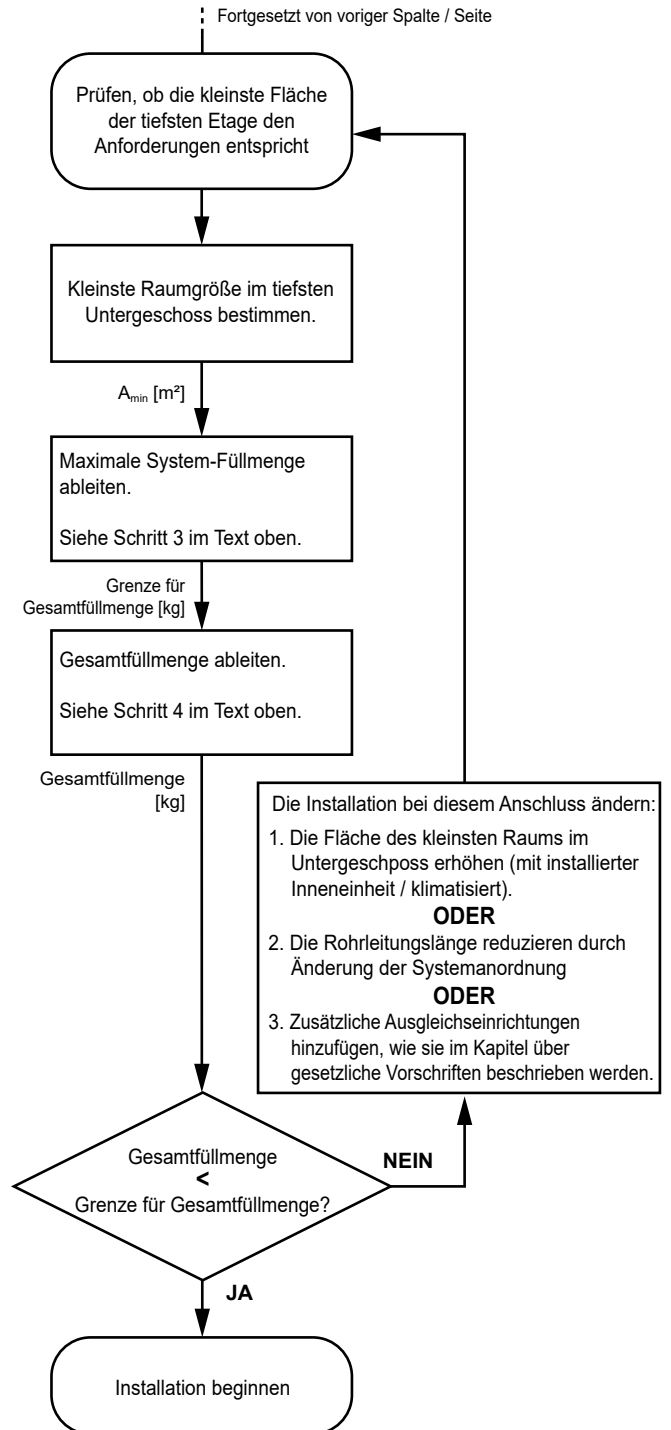 Fortgesetzt von voriger Spalte / Seite
Prüfen, ob die kleinste Fläche
der tiefsten Etage den
Anforderungen entspricht
Kleinste Raumgröße im tiefsten
Untergeschoss bestimmen.
Amin [m²]
Maximale System-Füllmenge
ableiten.
Siehe Schritt 3 im Text oben.
Grenze für
Gesamtfüllmenge [kg]
Gesamtfüllmenge ableiten.
Siehe Schritt 4 im Text oben.
Gesamtfüllmenge
[kg]
Die Installation bei diesem Anschluss ändern:
1. Die Fläche des kleinsten Raums im
Untergeschposs erhöhen (mit installierter
Inneneinheit / klimatisiert).
ODER
2. Die Rohrleitungslänge reduzieren durch
Änderung der Systemanordnung
ODER
3. Zusätzliche Ausgleichseinrichtungen
hinzufügen, wie sie im Kapitel über
gesetzliche Vorschriften beschrieben werden.
Gesamtfüllmenge
<
Grenze für Gesamtfüllmenge?
NEIN
JA
Installation beginnen